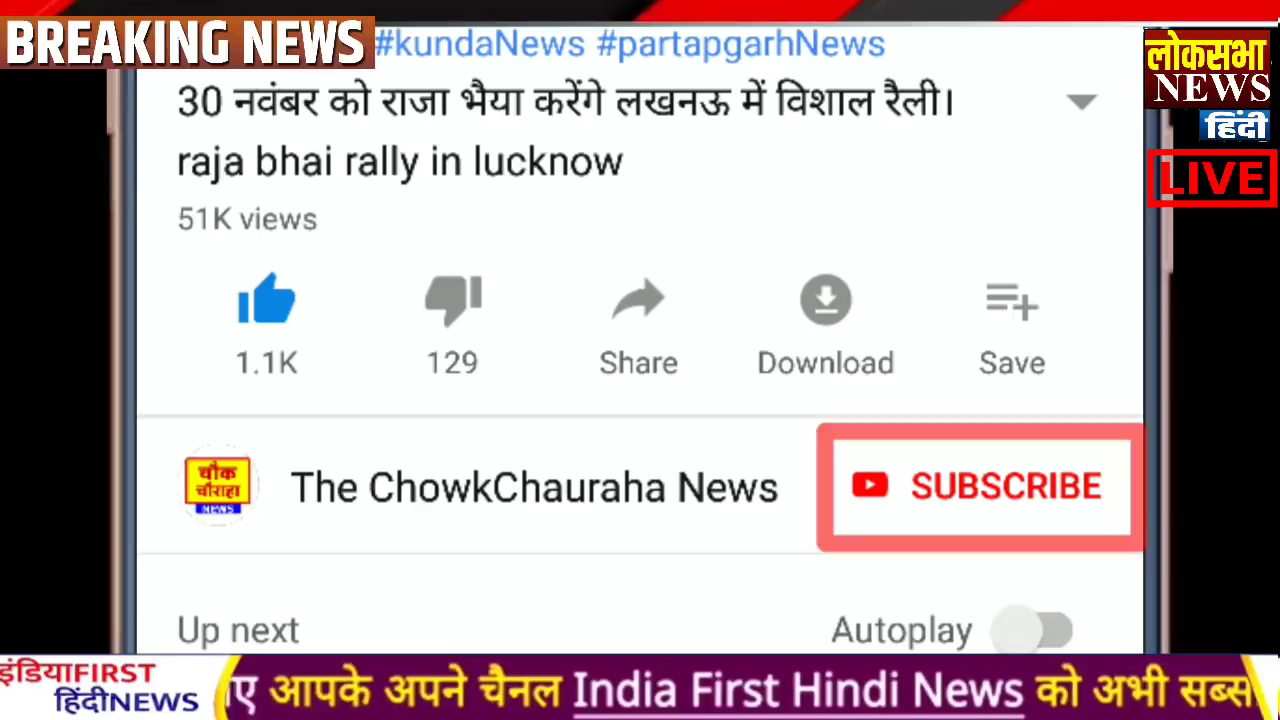 BREAKING NEWS
#kundaNews #partapgarhNews
लोकसभा
NEWS
हिंदी
LIVE
30 नवंबर को राजा भैया करेंगे लखनऊ में विशाल रैली।
raja bhai rally in lucknow
51K views
1.1K
129
Share
Download
Save
चौक
चौराहा
NEWS
The ChowkChauraha News
SUBSCRIBE
Up next
Autoplay
इंडियाFIRST
हिंदीNEWS
आपके अपने चैनल India First Hindi News को अभी